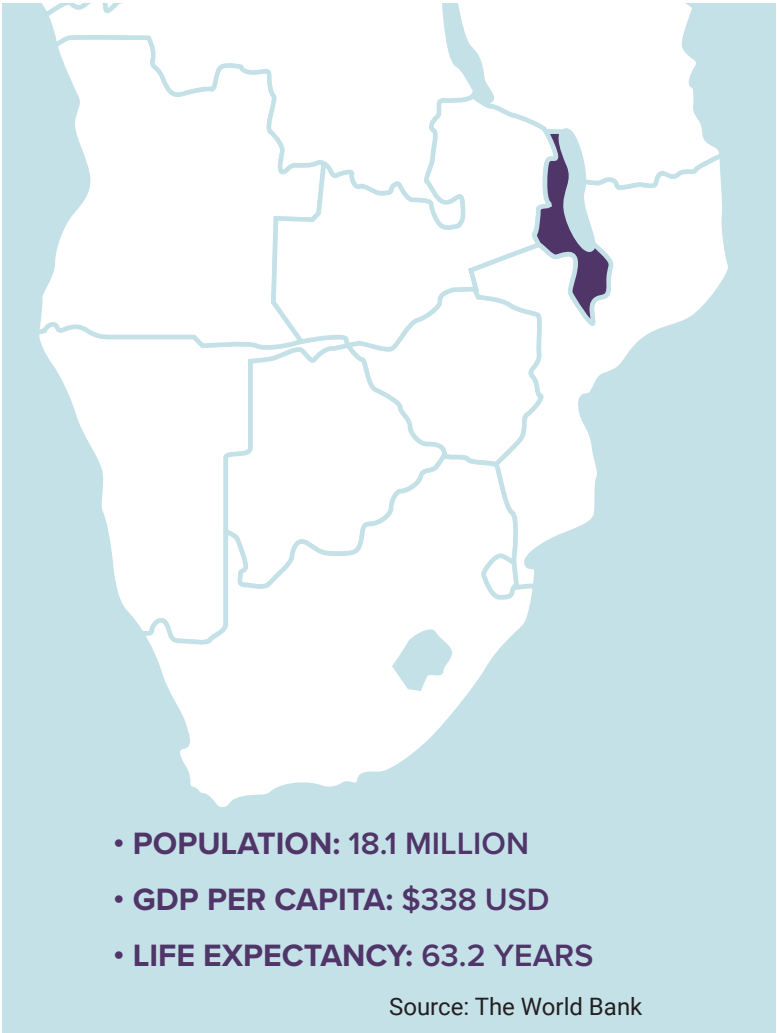 • POPULATION: 18.1 MILLION
• GDP PER CAPITA: $338 USD
• LIFE EXPECTANCY: 63.2 YEARS
Source: The World Bank